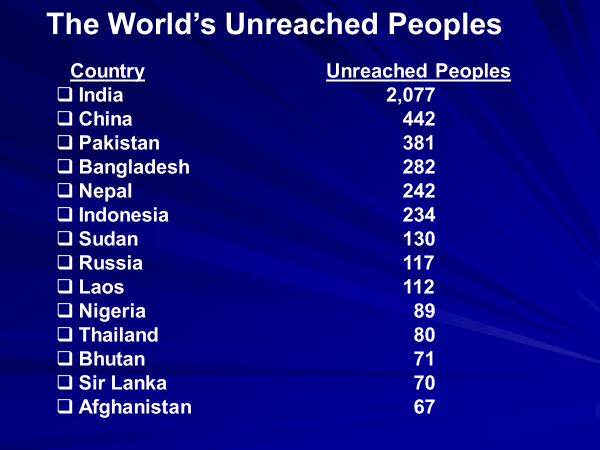 The World's Unreached Peoples
Country Unreached Peoples
❑ India 2,077
❑ China 442
❑ Pakistan 381
❑ Bangladesh 282
❑ Nepal 242
❑ Indonesia 234
❑ Sudan 130
❑ Russia 117
❑ Laos 112
❑ Nigeria 89
❑ Thailand 80
❑ Bhutan 71
❑ Sir Lanka 70
❑ Afghanistan 67